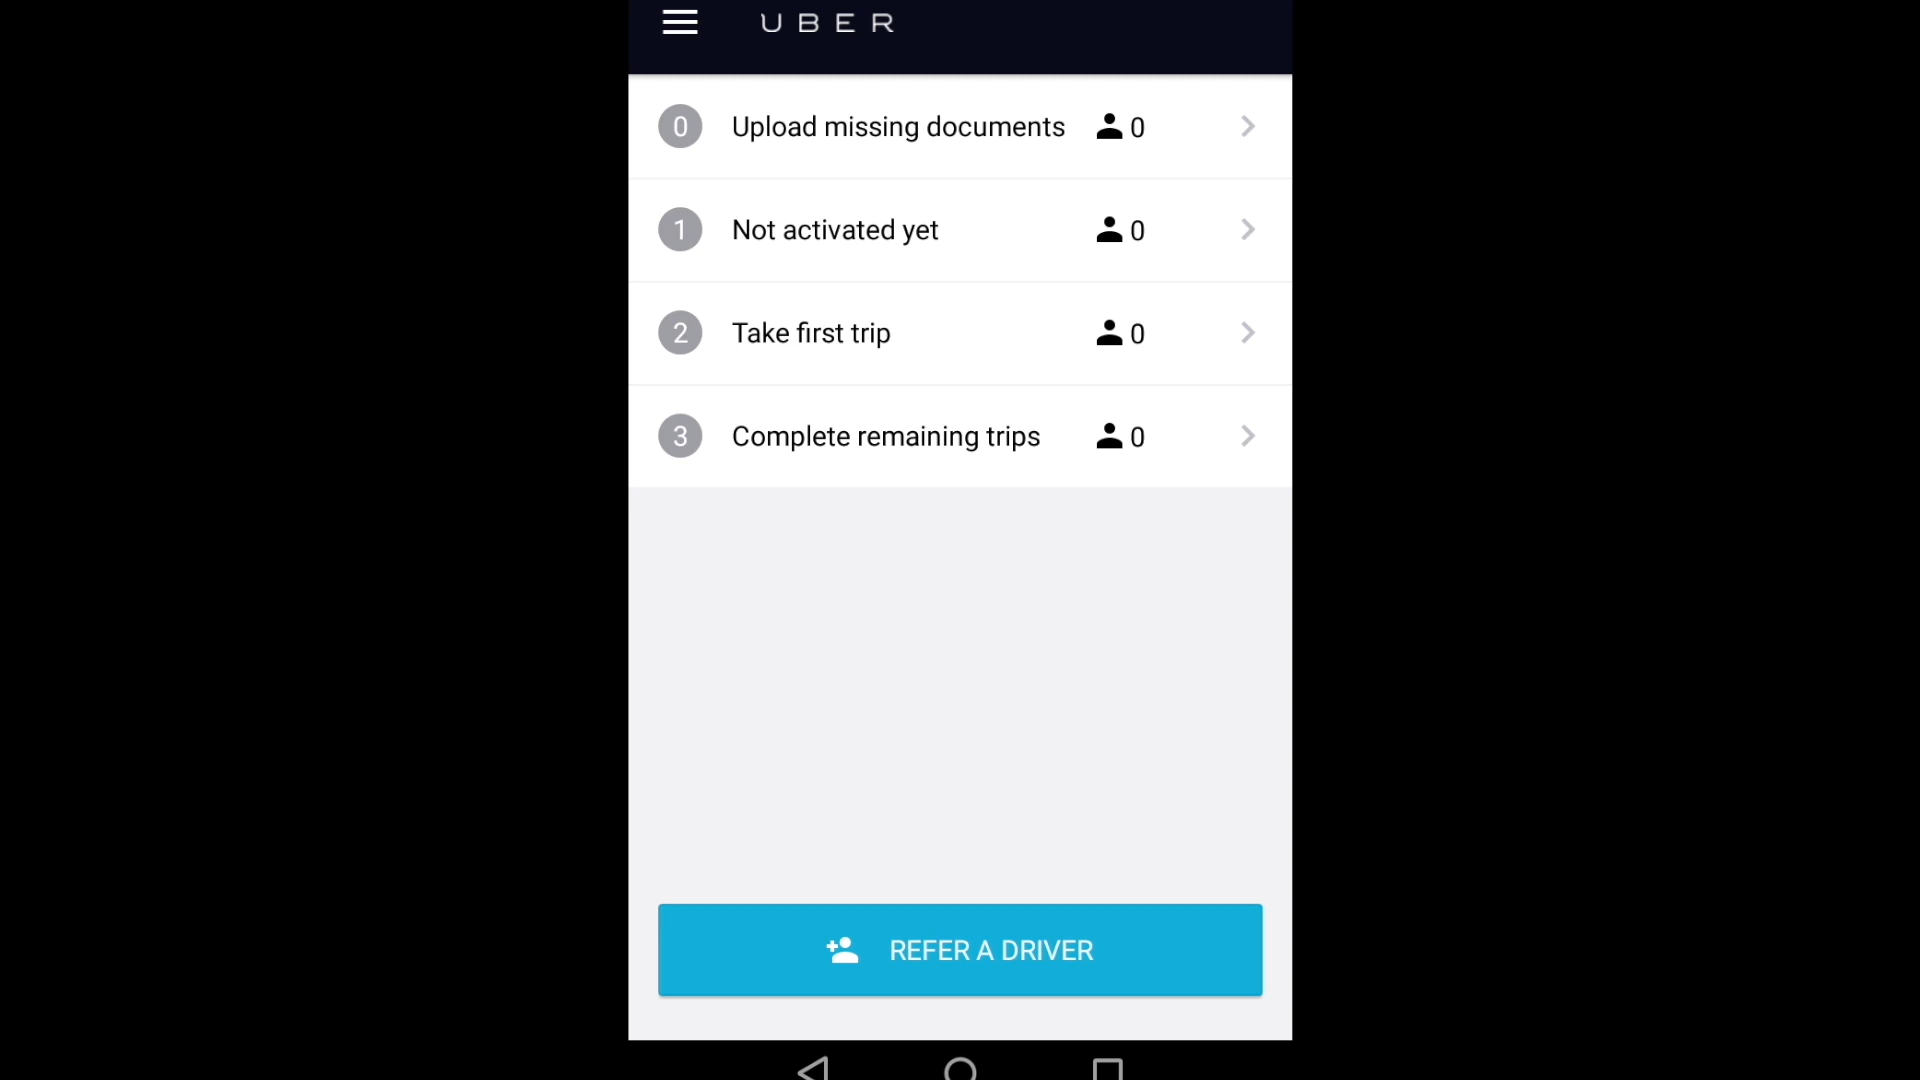 UBER
0 Upload missing documents 0
1 Not activated yet 0
2 Take first trip 0
3 Complete remaining trips 0
REFER A DRIVER